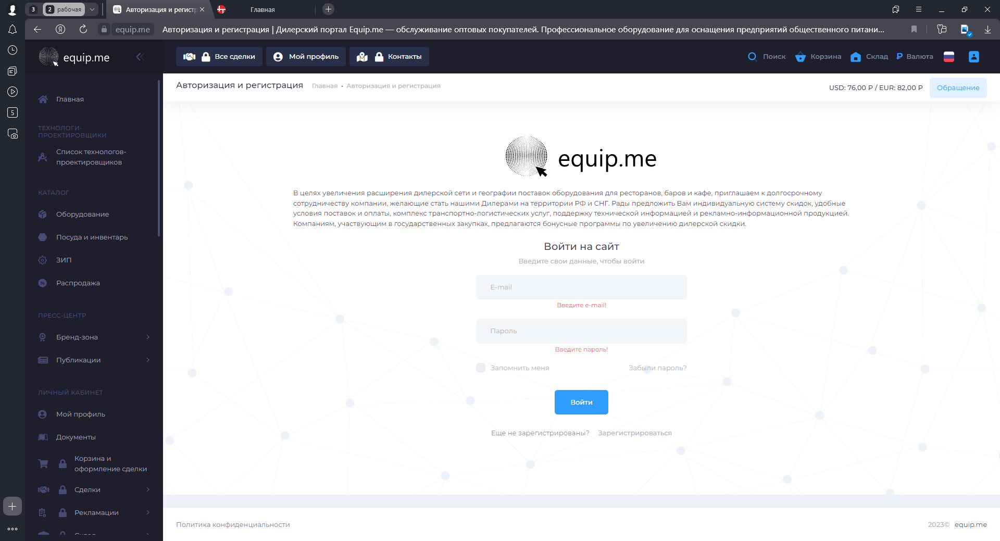 3
2
рабочая
Авторизация и регистр
Главная
equip.me
Авторизация и регистрация | Дилерский портал Equip.me — обслуживание оптовых покупателей. Профессиональное оборудование для оснащения предприятий общественного питани...
5
equip.me
Все сделки
Мой профиль
Контакты
Поиск
Корзина
Склад
₽ Валюта
Авторизация и регистрация
Главная • Авторизация и регистрация
USD: 76,00 ₽ / EUR: 82,00 ₽
Обращение
Главная
ТЕХНОЛОГИ-
ПРОЕКТИРОВЩИКИ
Список технологов-
проектировщиков
КАТАЛОГ
Оборудование
Посуда и инвентарь
ЗИП
Распродажа
ПРЕСС-ЦЕНТР
Бренд-зона
Публикации
ЛИЧНЫЙ КАБИНЕТ
Мой профиль
Документы
Корзина и
оформление сделки
Сделки
Рекламации
Склад
equip.me
В целях увеличения расширения дилерской сети и географии поставок оборудования для ресторанов, баров и кафе, приглашаем к долгосрочному
сотрудничеству компании, желающие стать нашими Дилерами на территории РФ и СНГ. Рады предложить Вам индивидуальную систему скидок, удобные
условия поставок и оплаты, комплекс транспортно-логистических услуг, поддержку технической информацией и рекламно-информационной продукцией.
Компаниям, участвующим в государственных закупках, предлагаются бонусные программы по увеличению дилерской скидки.
Войти на сайт
Введите свои данные, чтобы войти
E-mail
Введите e-mail!
Пароль
Введите пароль!
Запомнить меня
Забыли пароль?
Войти
Еще не зарегистрированы? Зарегистрироваться
Политика конфиденциальности
2023© equip.me